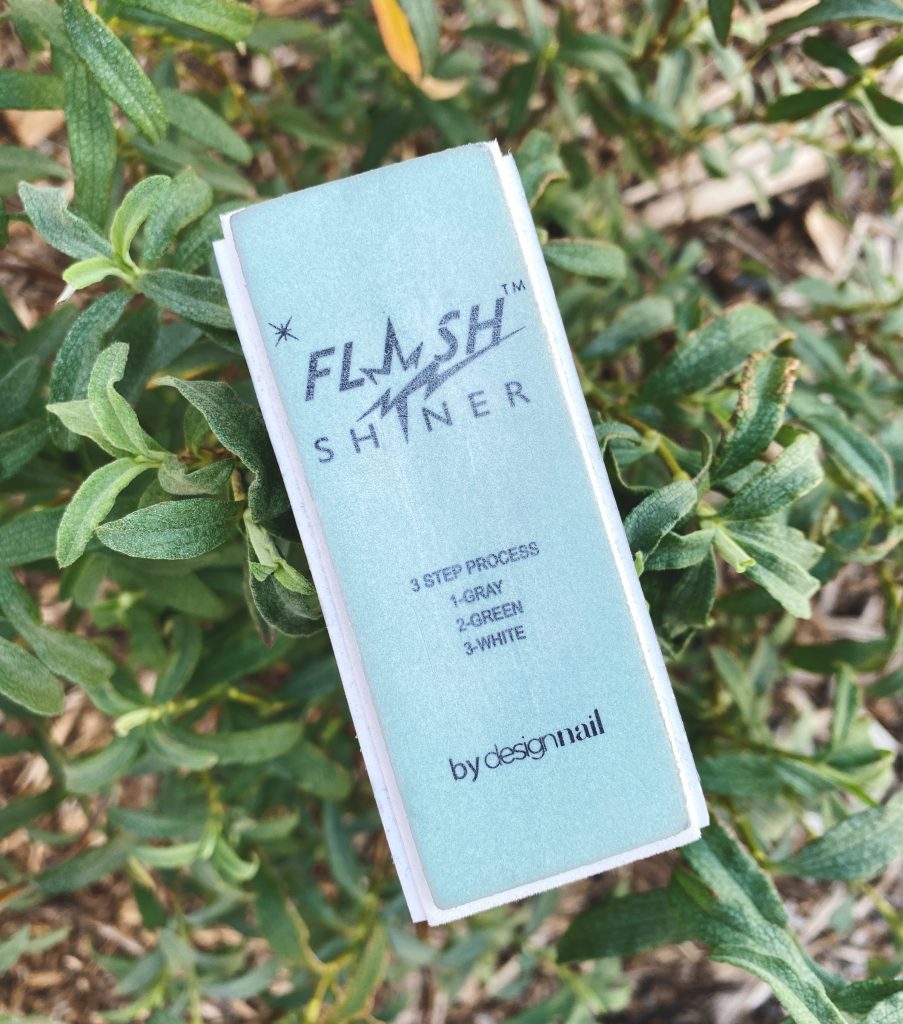 FLASH™
SHINER
3 STEP PROCESS
1-GRAY
2-GREEN
3-WHITE
by designnail